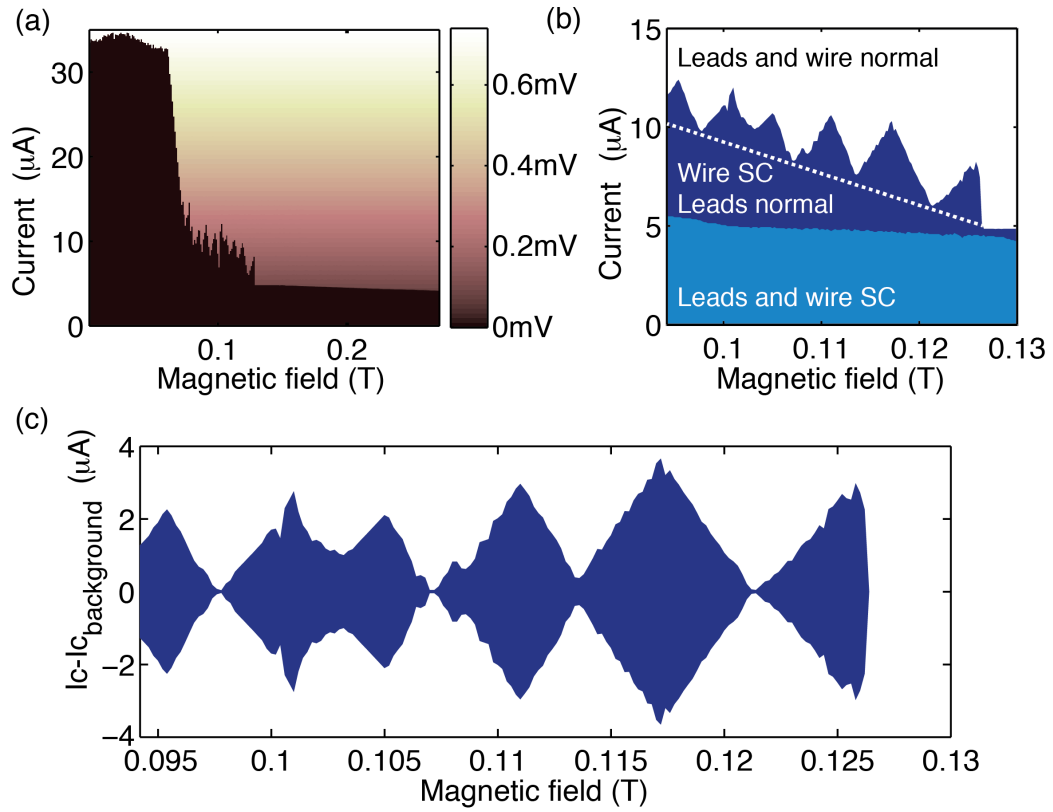 (a)
30
20
10
0
Current (μA)
0.1
0.2
Magnetic field (T)
0.6mV
0.4mV
0.2mV
0mV
(b)
15
10
5
0
Current (μA)
Leads and wire normal
Wire SC
Leads normal
Leads and wire SC
0.1
0.11
0.12
0.13
Magnetic field (T)
(c)
4
2
0
−2
−4
Ic-Ic background (μA)
0.095
0.1
0.105
0.11
0.115
0.12
0.125
0.13
Magnetic field (T)